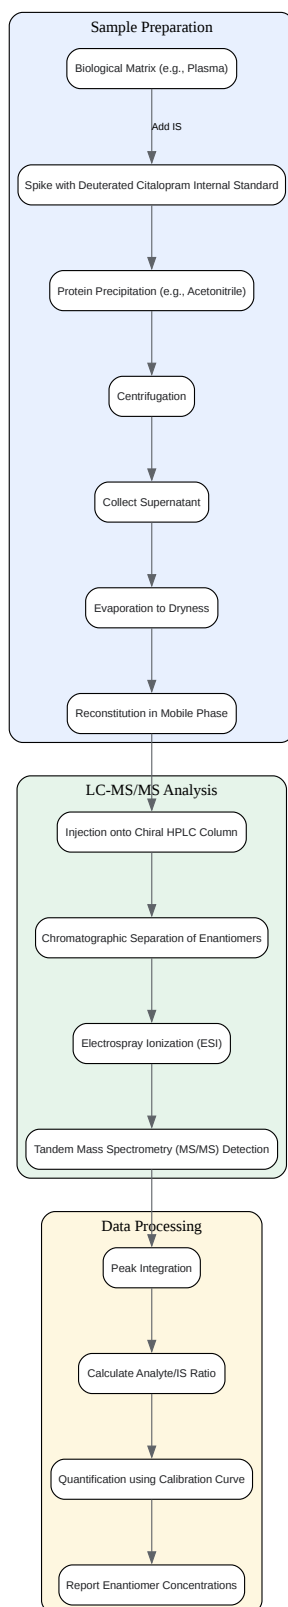 Sample Preparation
Biological Matrix (e.g., Plasma)
Add IS
Spike with Deuterated Citalopram Internal Standard
Protein Precipitation (e.g., Acetonitrile)
Centrifugation
Collect Supernatant
Evaporation to Dryness
Reconstitution in Mobile Phase
LC-MS/MS Analysis
Injection onto Chiral HPLC Column
Chromatographic Separation of Enantiomers
Electrospray Ionization (ESI)
Tandem Mass Spectrometry (MS/MS) Detection
Data Processing
Peak Integration
Calculate Analyte/IS Ratio
Quantification using Calibration Curve
Report Enantiomer Concentrations